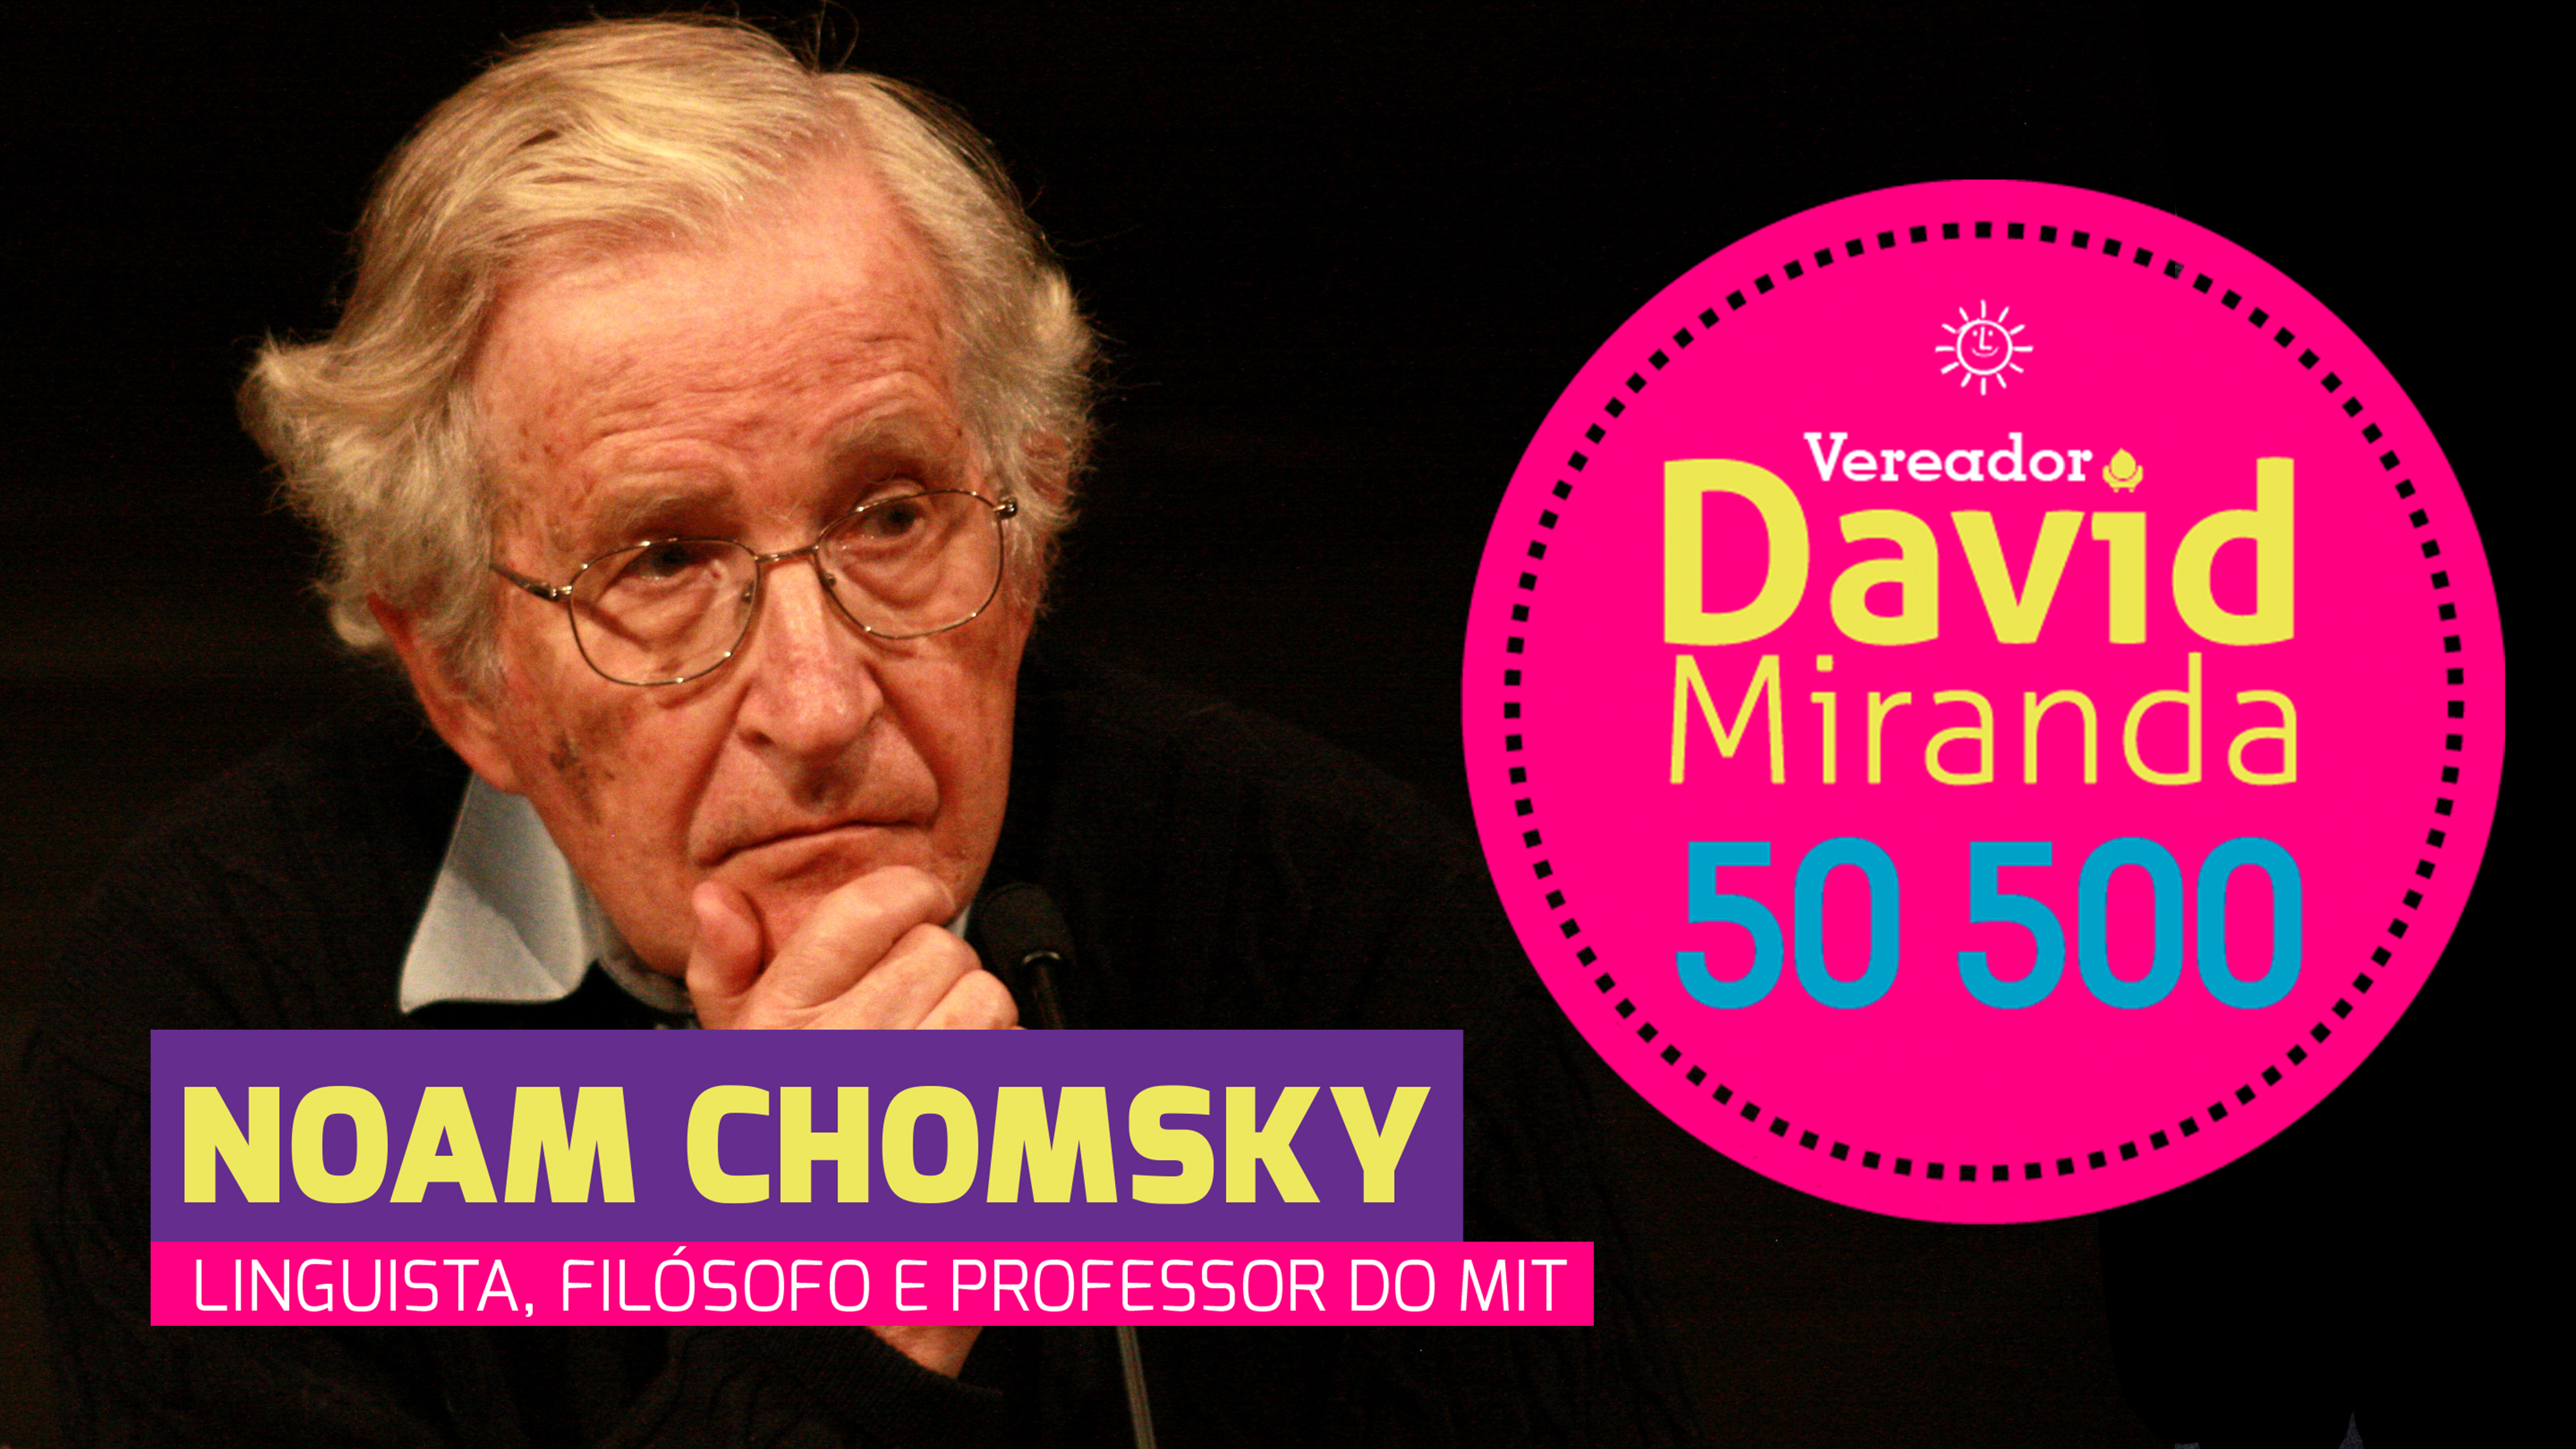 Vereador
David
Miranda
50 500
NOAM CHOMSKY
LINGUISTA, FILÓSOFO E PROFESSOR DO MIT